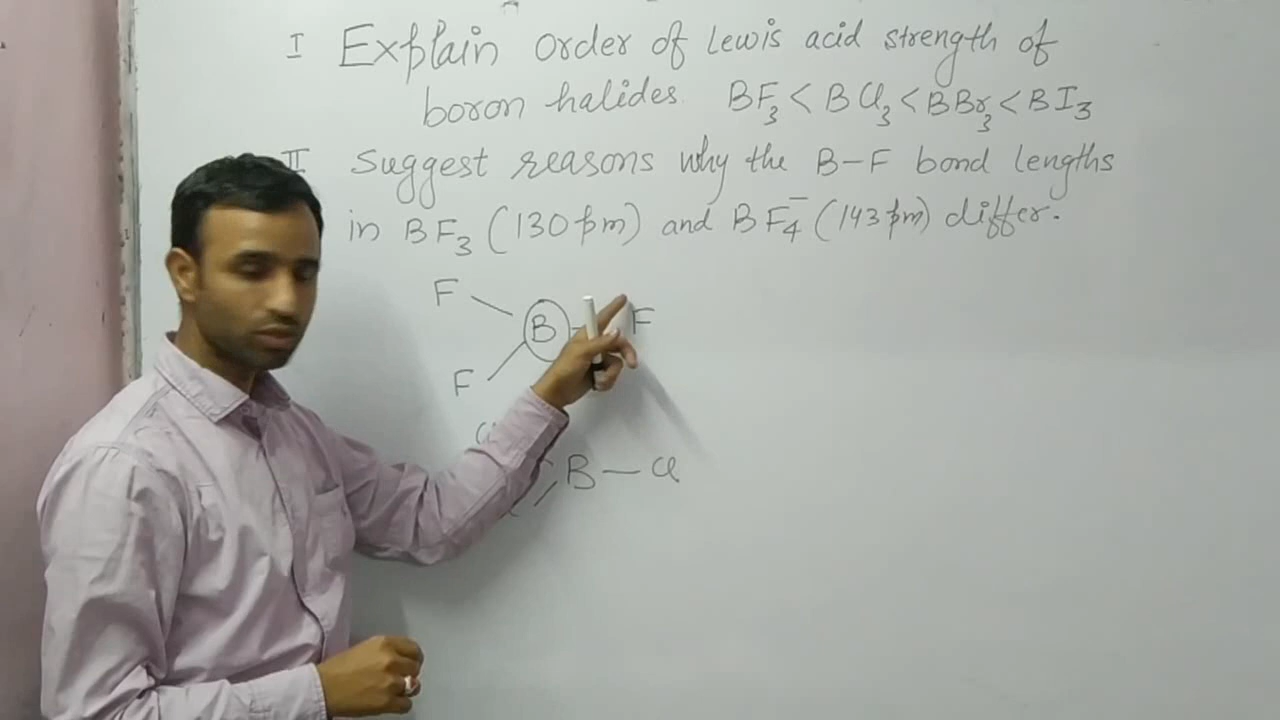 I Explain order of Lewis acid strength of
boron halides. BF₃ < BCl₃ < BBr₃ < BI₃
II Suggest reasons why the B-F bond lengths
in BF₃ (130 pm) and BF₄⁻ (143 pm) differ.
F
B - F
F
Cl
B - Cl